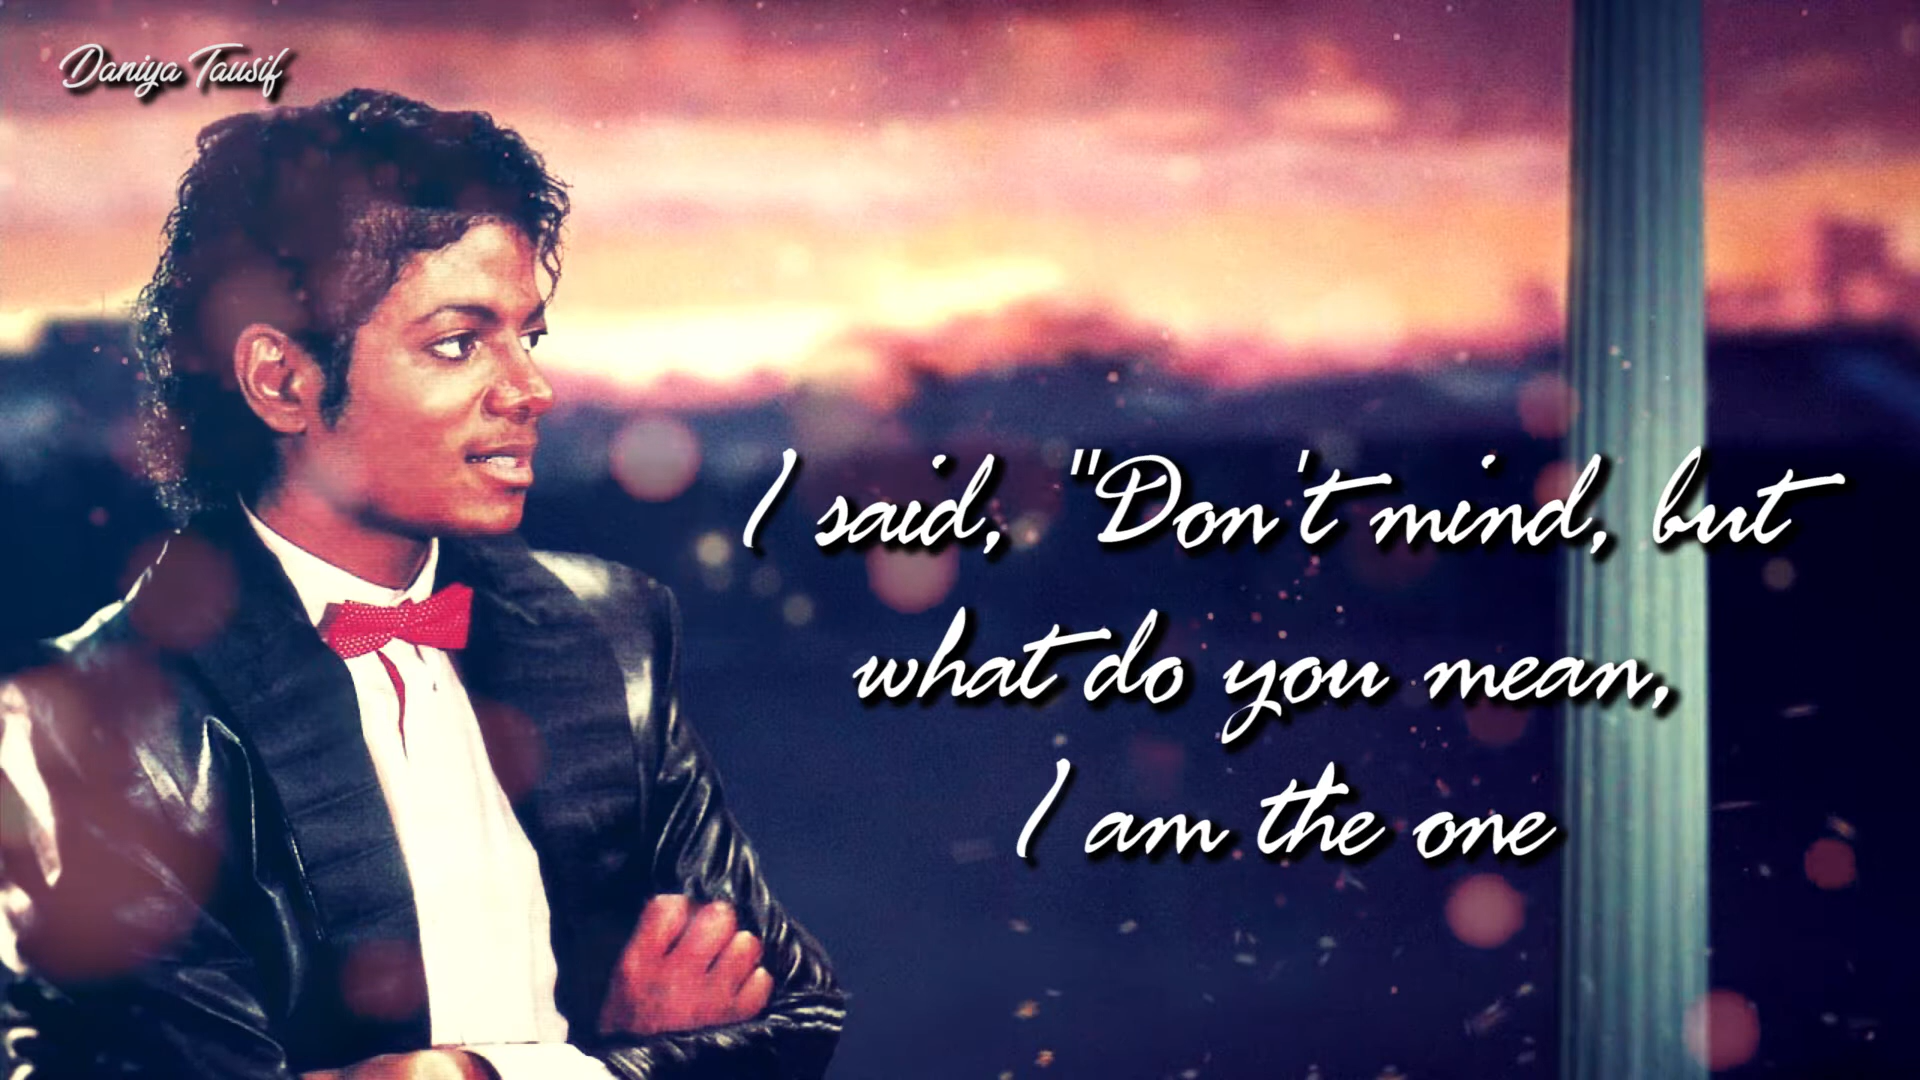 Daniya Tausif
I said, "Don't mind, but
what do you mean,
I am the one